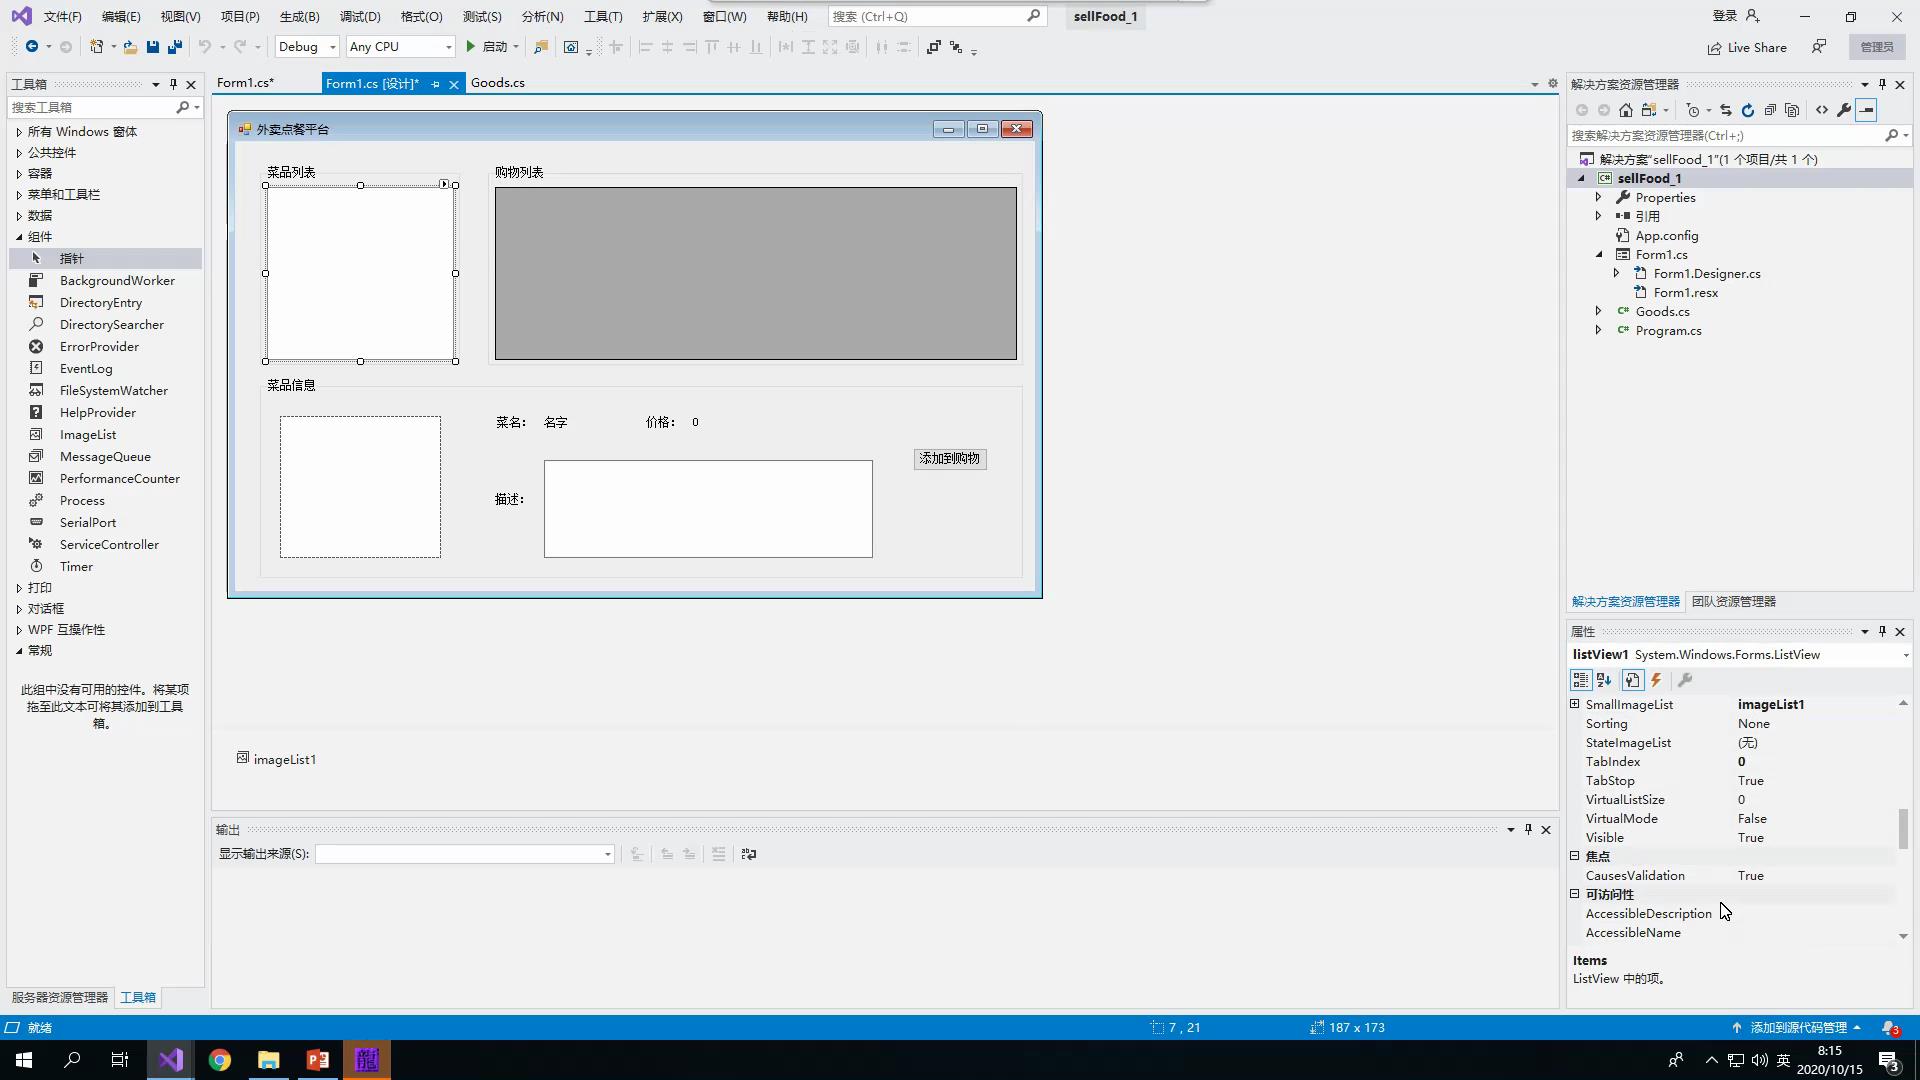 文件(F) 编辑(E) 视图(V) 项目(P) 生成(B) 调试(D) 格式(O) 测试(S) 分析(N) 工具(T) 扩展(X) 窗口(W) 帮助(H) 搜索 (Ctrl+Q) sellFood_1 登录
Debug Any CPU 启动 Live Share 管理员
工具箱
搜索工具箱
所有 Windows 窗体
公共控件
容器
菜单和工具栏
数据
组件
指针
BackgroundWorker
DirectoryEntry
DirectorySearcher
ErrorProvider
EventLog
FileSystemWatcher
HelpProvider
ImageList
MessageQueue
PerformanceCounter
Process
SerialPort
ServiceController
Timer
打印
对话框
WPF 互操作性
常规
此组中没有可用的控件。将某项
拖至此文本可将其添加到工具
箱。
服务器资源管理器 工具箱
Form1.cs* Form1.cs [设计]* Goods.cs
外卖点餐平台
菜品列表 购物列表
菜品信息
菜名： 名字 价格： 0
添加到购物
描述：
imageList1
输出
显示输出来源(S):
解决方案资源管理器
搜索解决方案资源管理器(Ctrl+;)
解决方案"sellFood_1"(1 个项目/共 1 个)
sellFood_1
Properties
引用
App.config
Form1.cs
Form1.Designer.cs
Form1.resx
Goods.cs
Program.cs
解决方案资源管理器 团队资源管理器
属性
listView1 System.Windows.Forms.ListView
SmallImageList imageList1
Sorting None
StateImageList (无)
TabIndex 0
TabStop True
VirtualListSize 0
VirtualMode False
Visible True
焦点
CausesValidation True
可访问性
AccessibleDescription
AccessibleName
Items
ListView 中的项。
就绪 7 , 21 187 x 173 添加到源代码管理 3
龍 英 8:15
2020/10/15 3